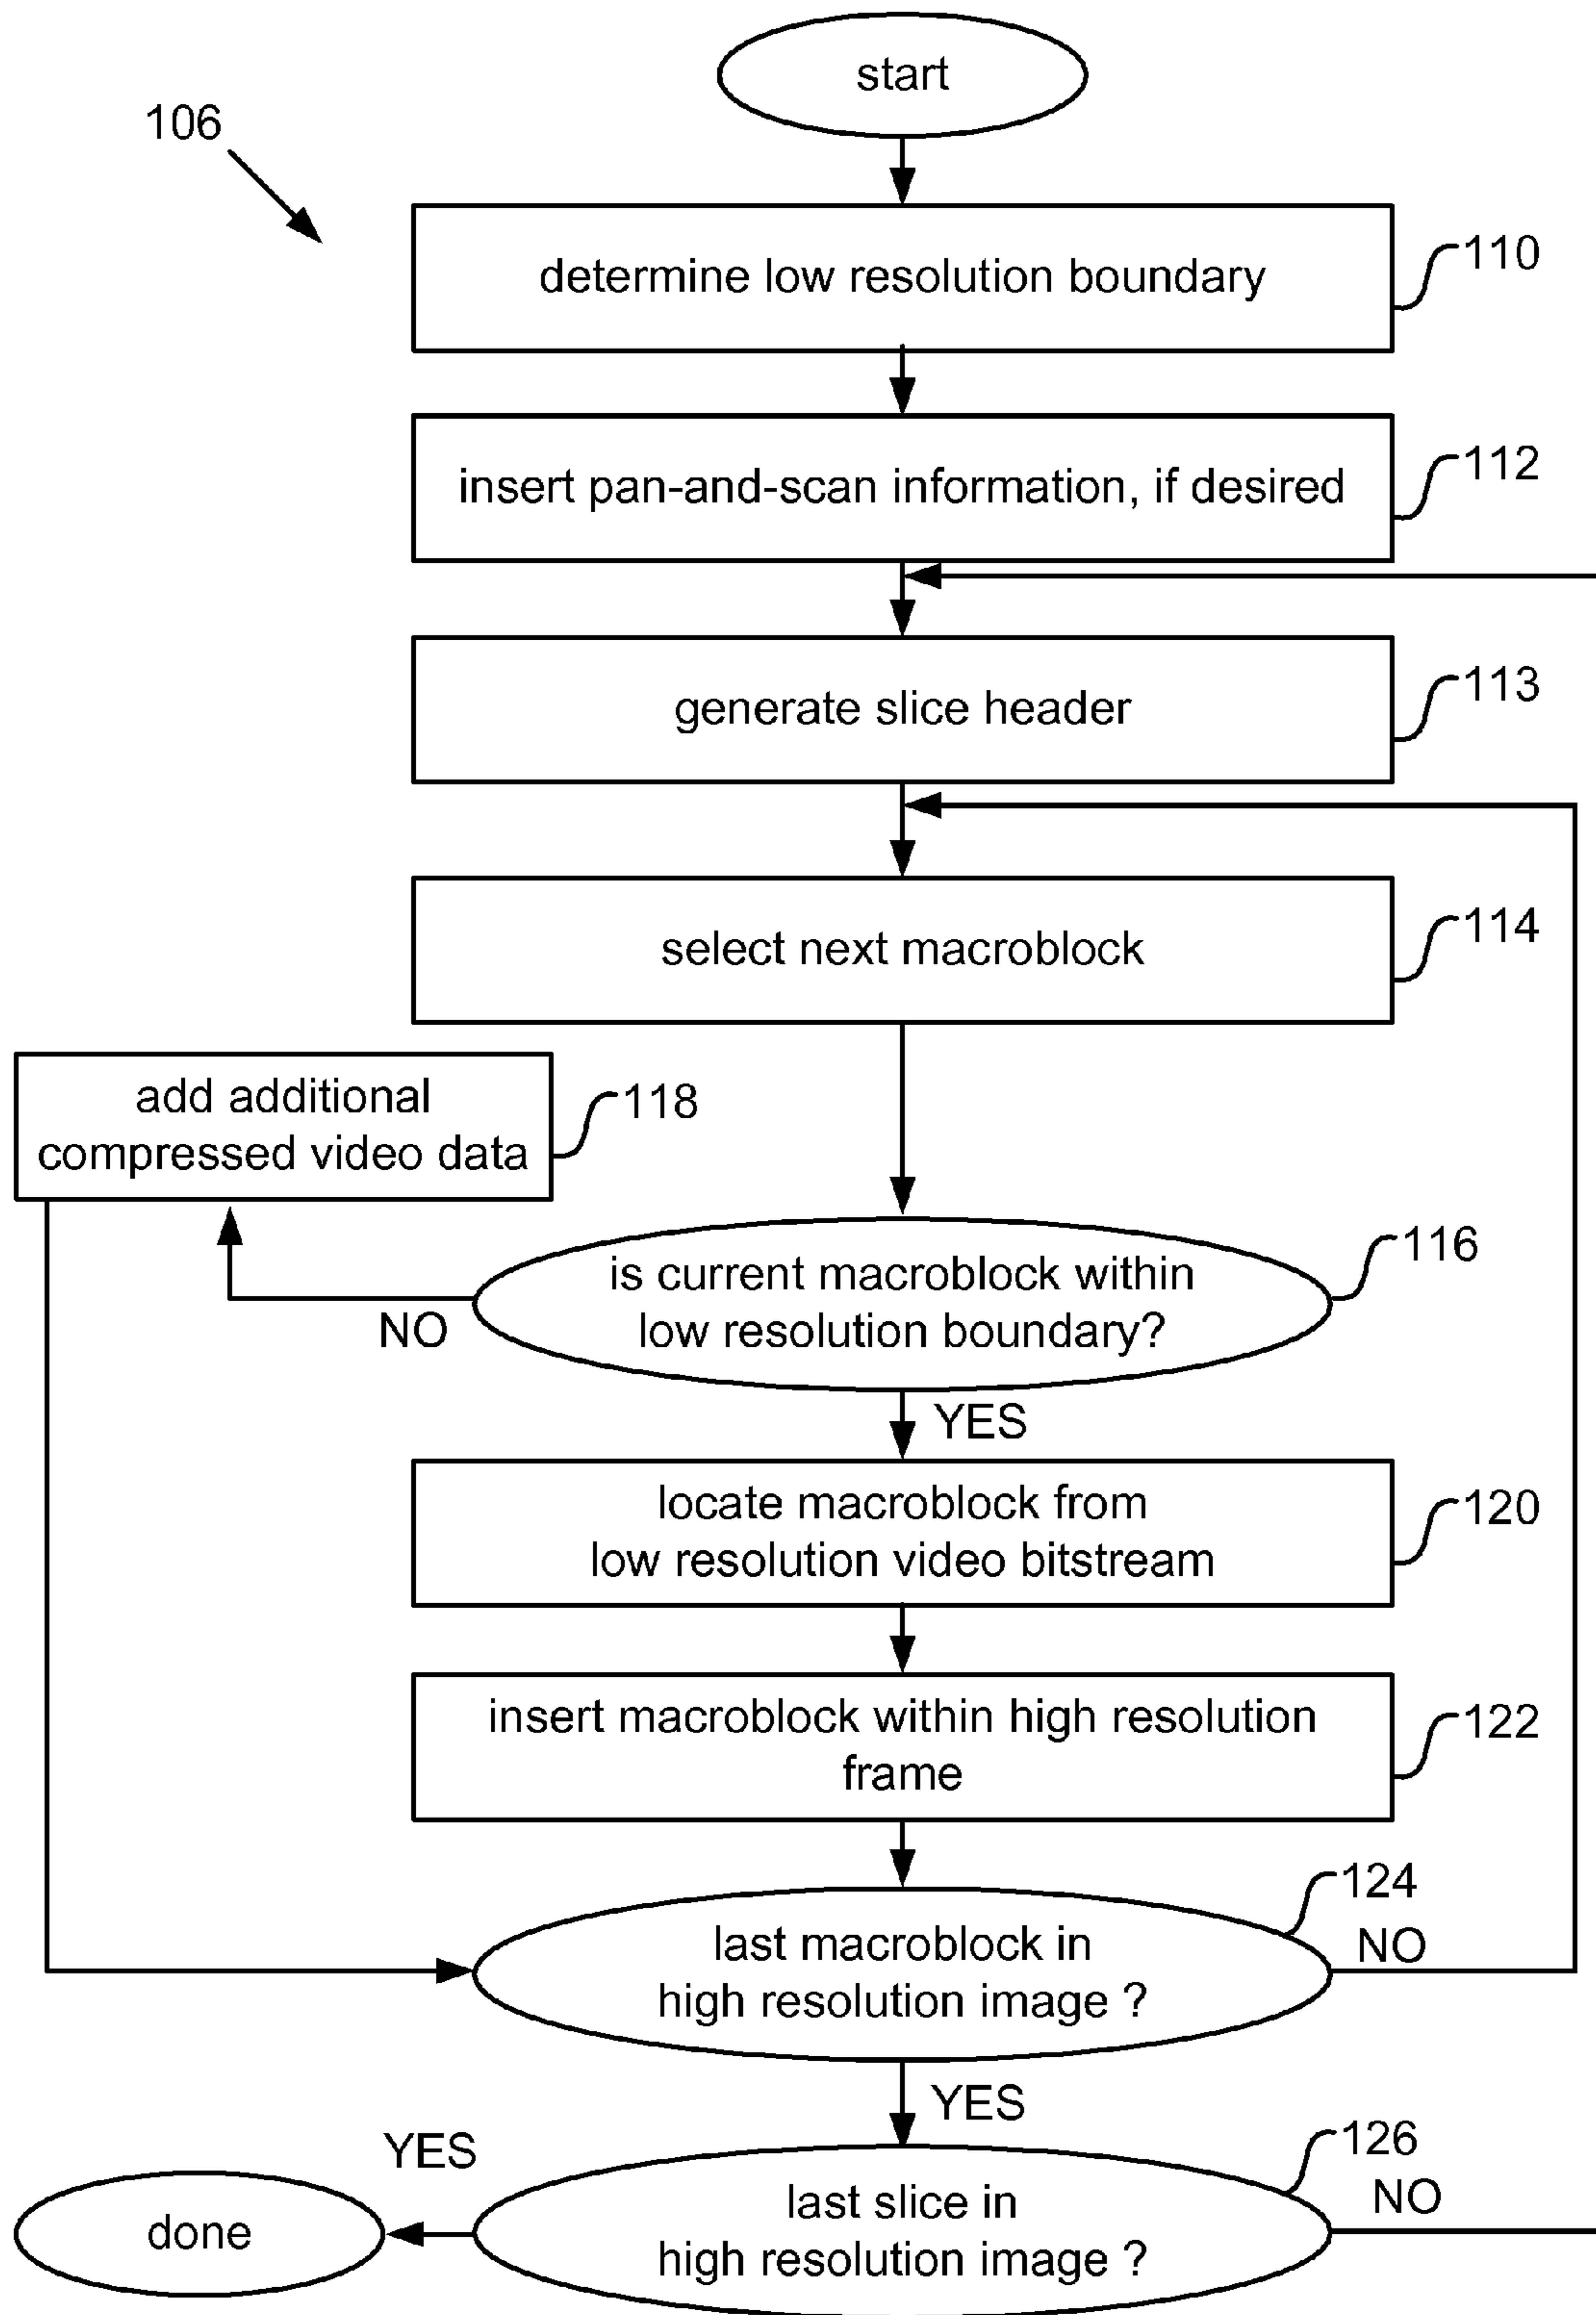 start
106
determine low resolution boundary
110
insert pan-and-scan information, if desired
112
generate slice header
113
select next macroblock
114
add additional
compressed video data
118
is current macroblock within
low resolution boundary?
116
NO
YES
locate macroblock from
low resolution video bitstream
120
insert macroblock within high resolution
frame
122
last macroblock in
high resolution image ?
124
NO
YES
last slice in
high resolution image ?
126
NO
YES
done